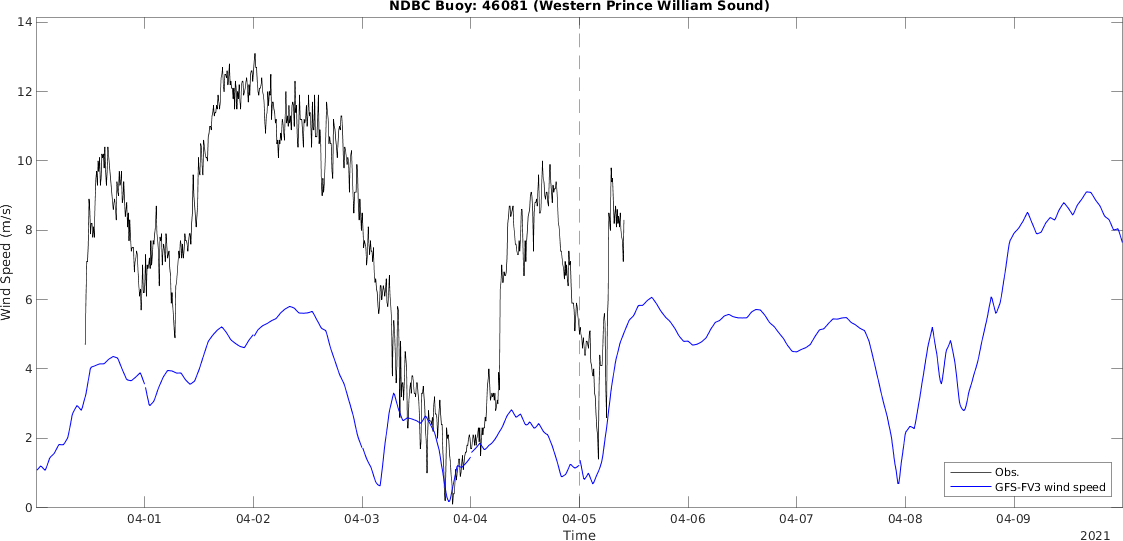 NDBC Buoy: 46081 (Western Prince William Sound)
14
12
10
8
6
4
2
0
Wind Speed (m/s)
04-01 04-02 04-03 04-04 04-05 04-06 04-07 04-08 04-09
Time
2021
Obs.
GFS-FV3 wind speed